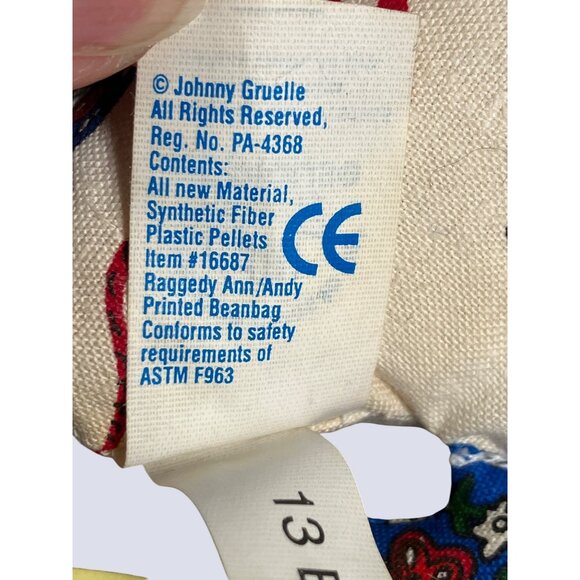 © Johnny Gruelle
All Rights Reserved,
Reg. No. PA-4368
Contents:
All new Material,
Synthetic Fiber
Plastic Pellets
Item #16687
Raggedy Ann/Andy
Printed Beanbag
Conforms to safety
requirements of
ASTM F963
CE
13